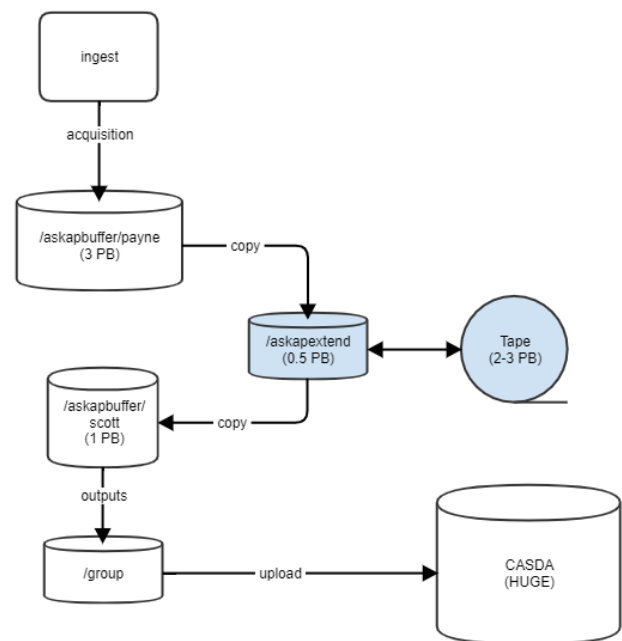 ingest
acquisition
/askapbuffer/payne
(3 PB)
copy
/askapextend
(0.5 PB)
Tape
(2-3 PB)
/askapbuffer/
scott
(1 PB)
copy
outputs
/group
upload
CASDA
(HUGE)